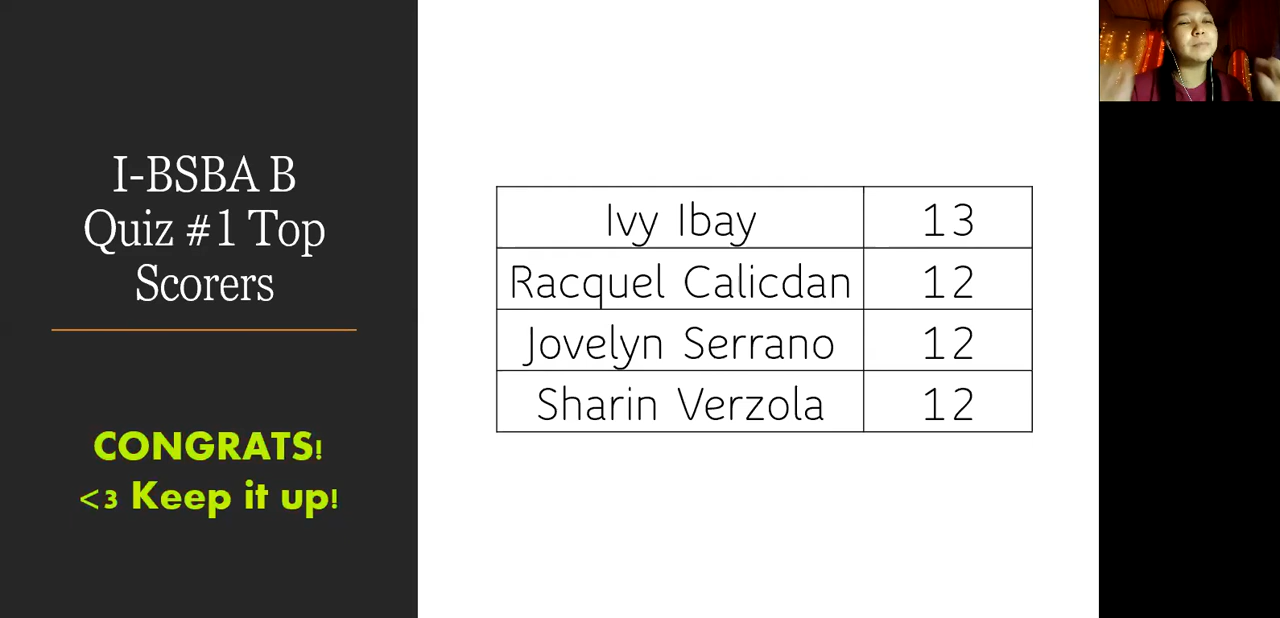 I-BSBA B
Quiz #1 Top
Scorers
CONGRATS!
<3 Keep it up!
Ivy Ibay 13
Racquel Calicdan 12
Jovelyn Serrano 12
Sharin Verzola 12